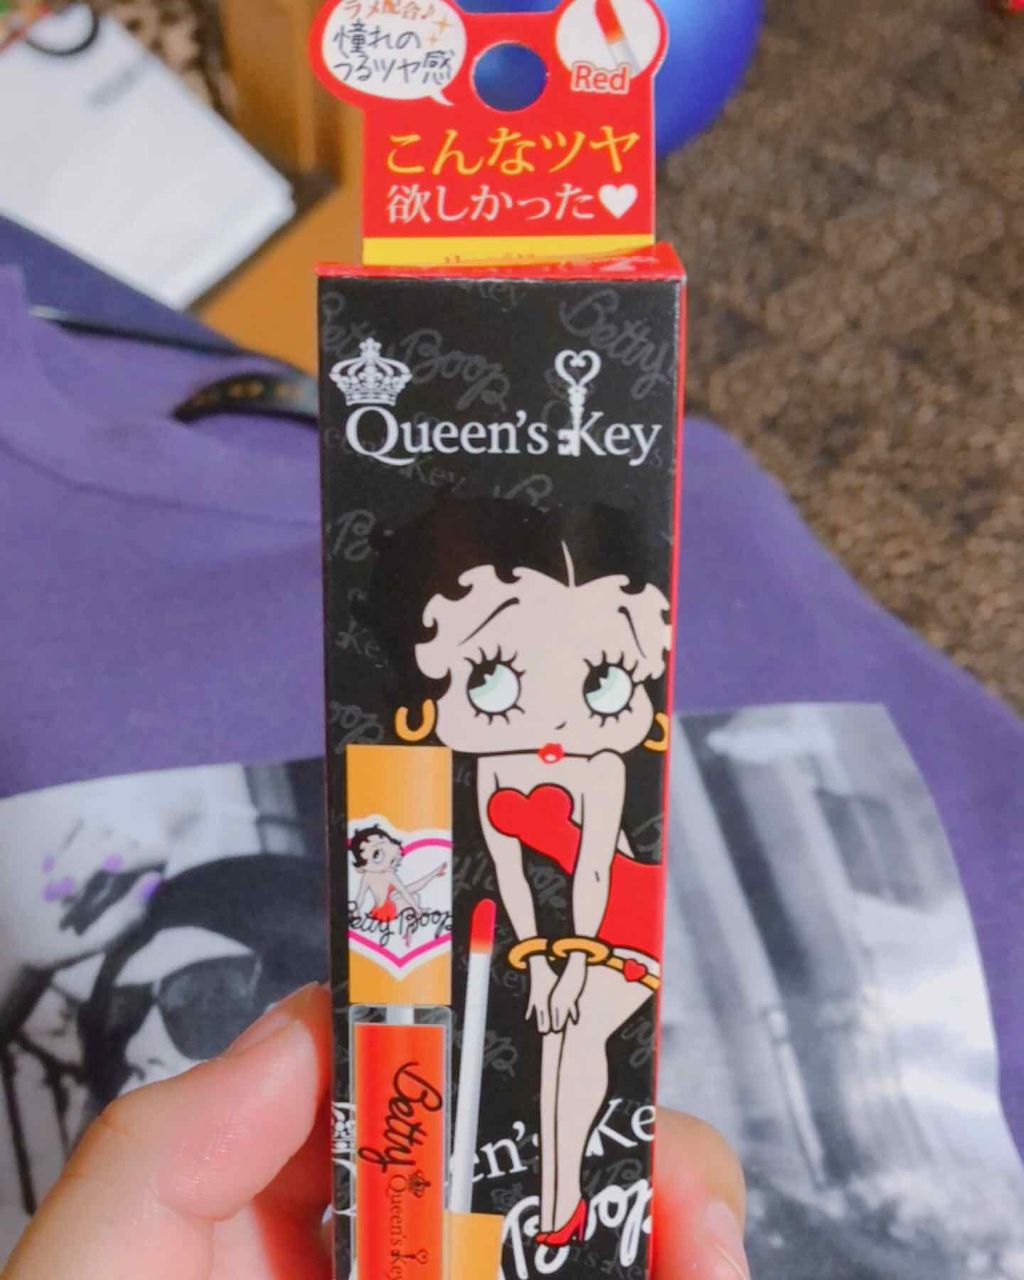 ラメ配合♪
憧れの
つるツヤ感
Red
こんなツヤ
欲しかった♥
Queen's Key
Betty Boop
Betty
Queen's Key